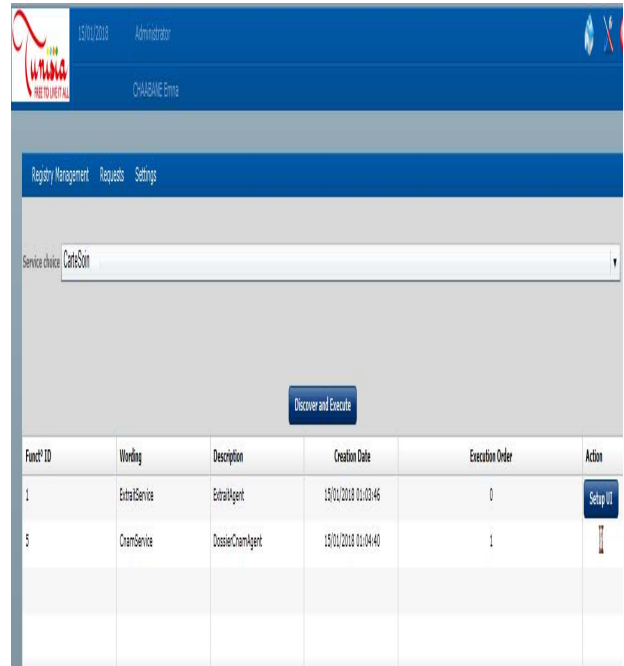 15/01/2018 Administrator
Tunisia
FREE TO LIVE IT ALL
CHAABANE Emna
Registry Management Requests Settings
Service choice CarteSoin
Discover and Execute
Funct° ID Wording Description Creation Date Execution Order Action
1 ExtraitService ExtraitAgent 15/01/2018 01:03:46 0 Setup UI
5 CnamService DossierCnamAgent 15/01/2018 01:04:40 1